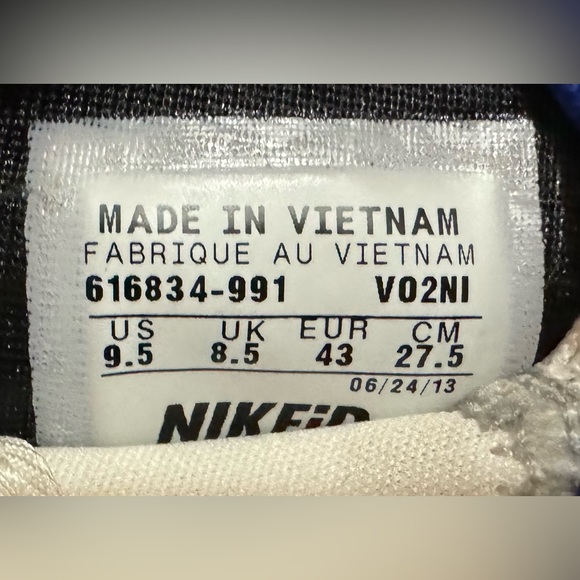 MADE IN VIETNAM
FABRIQUE AU VIETNAM
616834-991 VO2NI
US UK EUR CM
9.5 8.5 43 27.5
06/24/13
NIKEiD